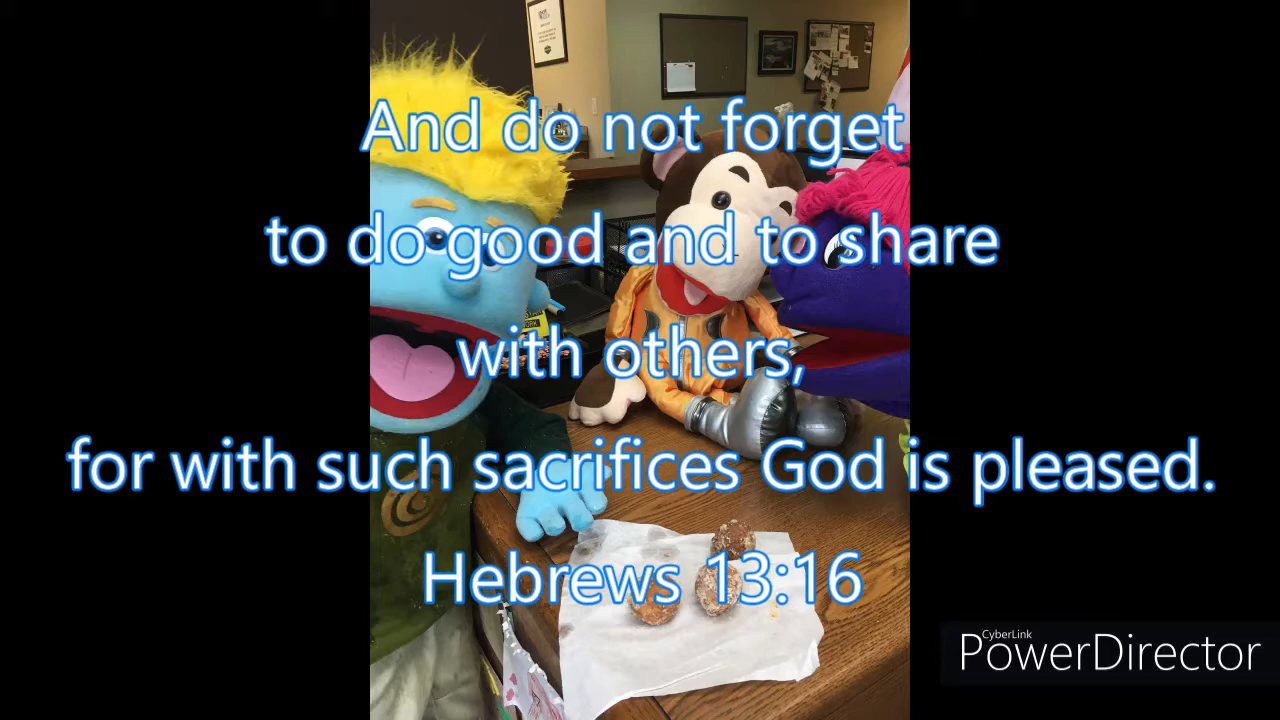 And do not forget
to do good and to share
with others,
for with such sacrifices God is pleased.
Hebrews 13:16
CyberLink
PowerDirector